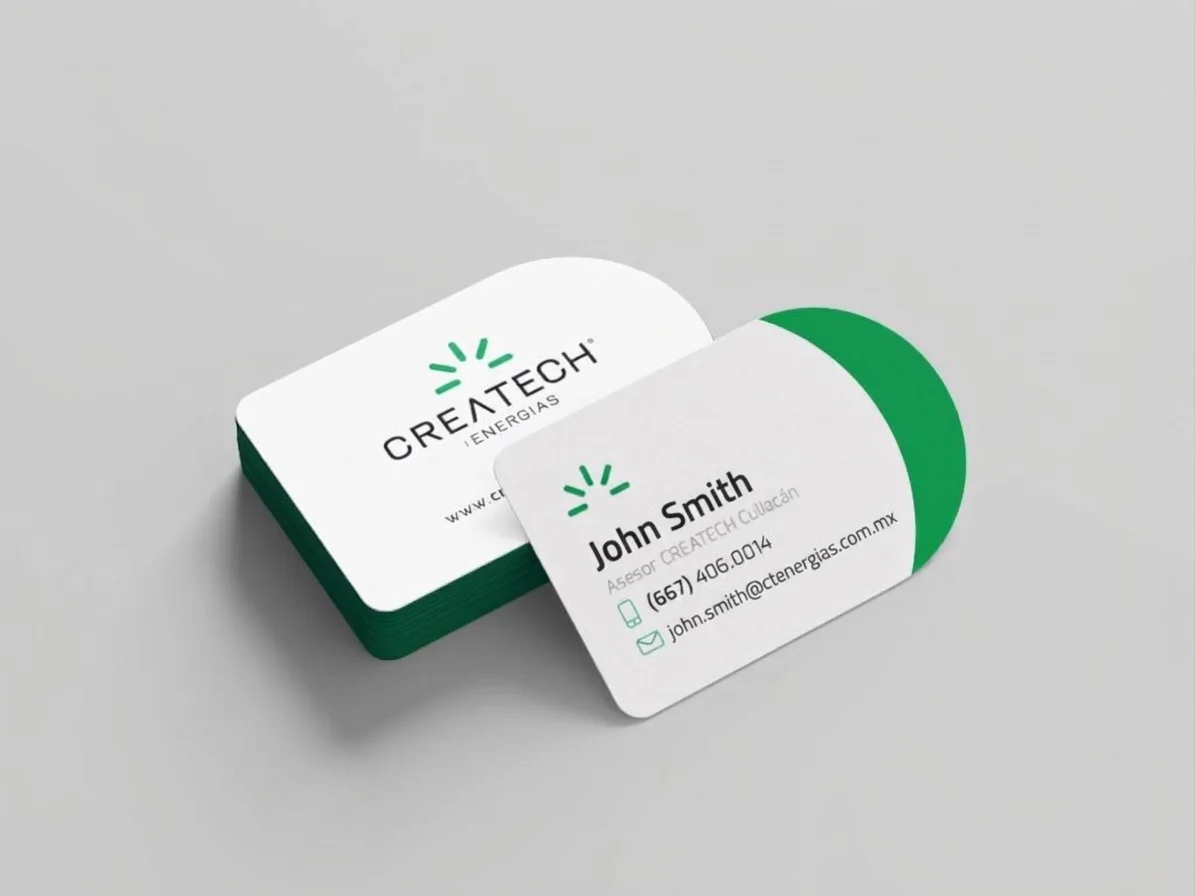 CREATECH®
ENERGIAS
www.
John Smith
Asesor CREATECH Culiacán
(667) 406.0014
john.smith@ctenergias.com.mx